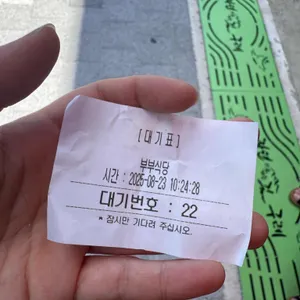 [ 대 기 표 ]
부부식당
시간 : 2025-08-23 10:24:28
대기번호 : 22
* 잠시만 기다려 주십시오.